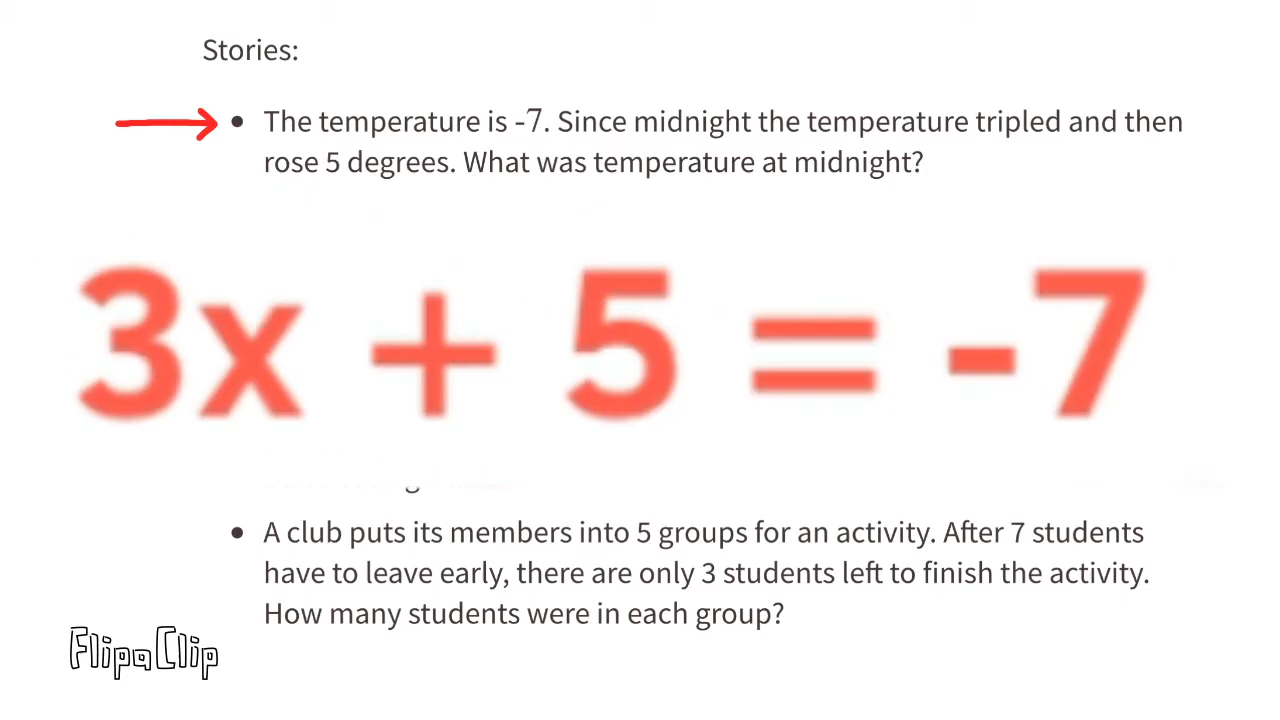 Stories:
• The temperature is -7. Since midnight the temperature tripled and then
rose 5 degrees. What was temperature at midnight?
3x + 5 = -7
• A club puts its members into 5 groups for an activity. After 7 students
have to leave early, there are only 3 students left to finish the activity.
How many students were in each group?
FlipaClip